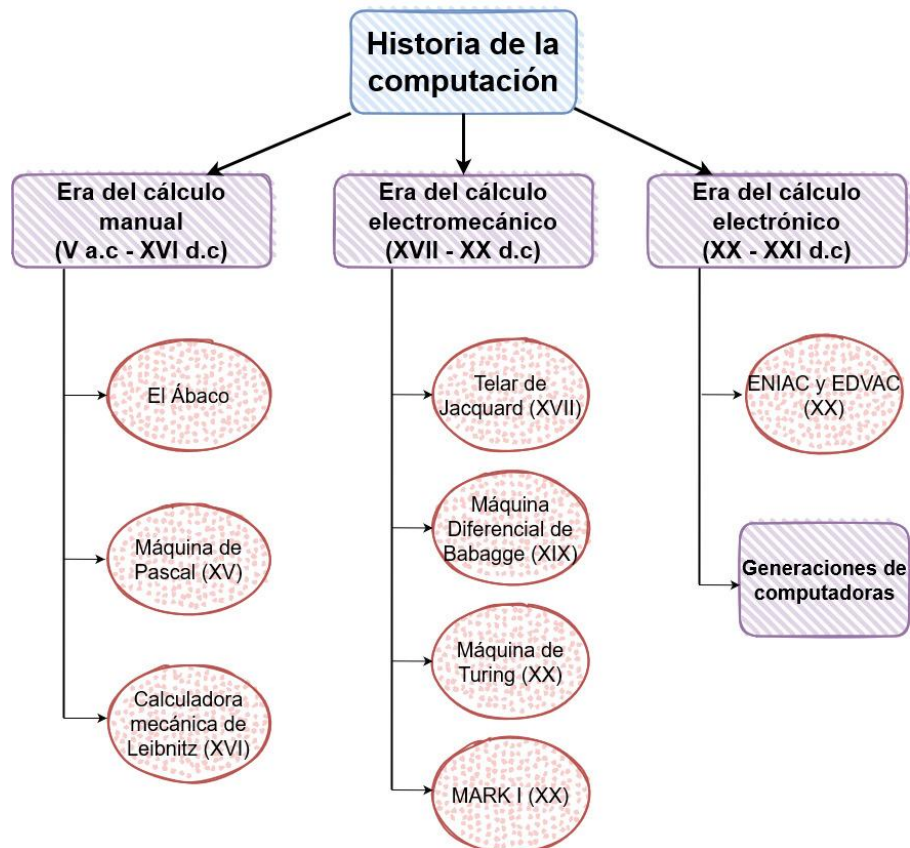 Historia de la
computación
Era del cálculo
manual
(V a.c - XVI d.c)
Era del cálculo
electromecánico
(XVII - XX d.c)
Era del cálculo
electrónico
(XX - XXI d.c)
El Ábaco
Máquina de
Pascal (XV)
Calculadora
mecánica de
Leibnitz (XVI)
Telar de
Jacquard (XVII)
Máquina
Diferencial de
Babagge (XIX)
Máquina de
Turing (XX)
MARK I (XX)
ENIAC y EDVAC
(XX)
Generaciones de
computadoras